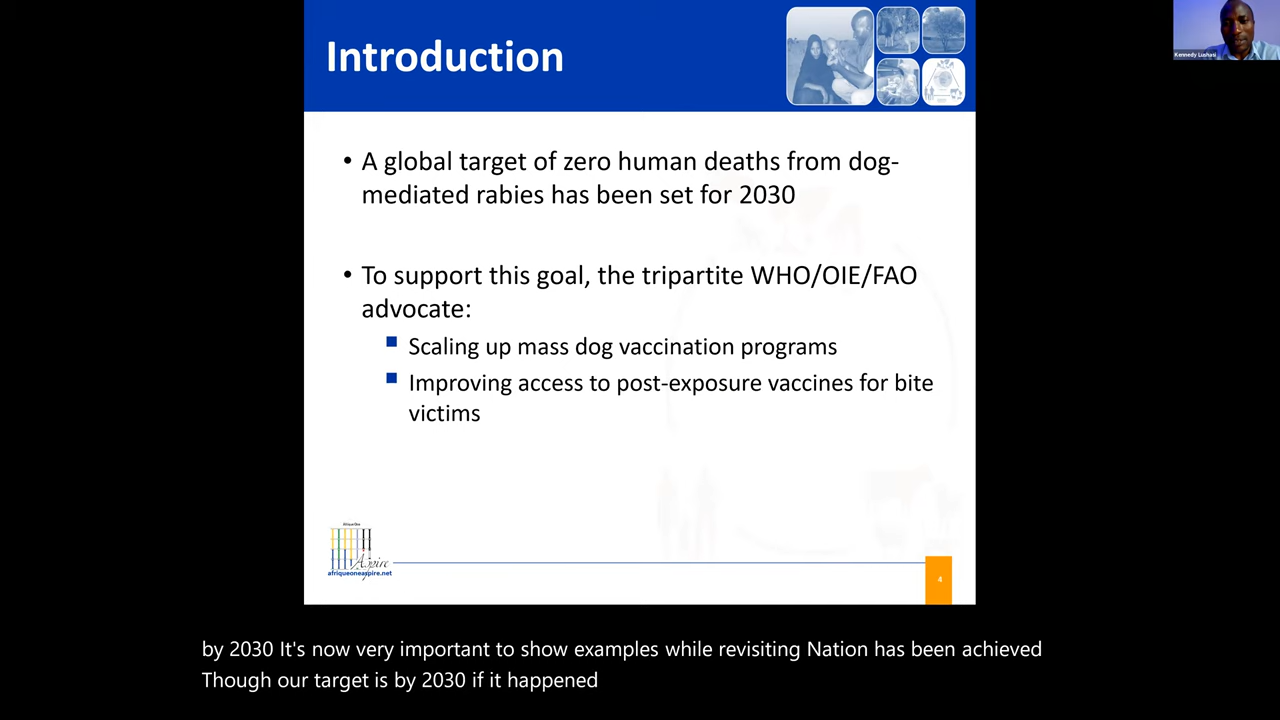 Introduction
Kennedy Lushasi
• A global target of zero human deaths from dog-
mediated rabies has been set for 2030
• To support this goal, the tripartite WHO/OIE/FAO
advocate:
Scaling up mass dog vaccination programs
Improving access to post-exposure vaccines for bite
victims
Afrique One
Aspire
afriqueoneaspire.net
4
by 2030 It's now very important to show examples while revisiting Nation has been achieved
Though our target is by 2030 if it happened